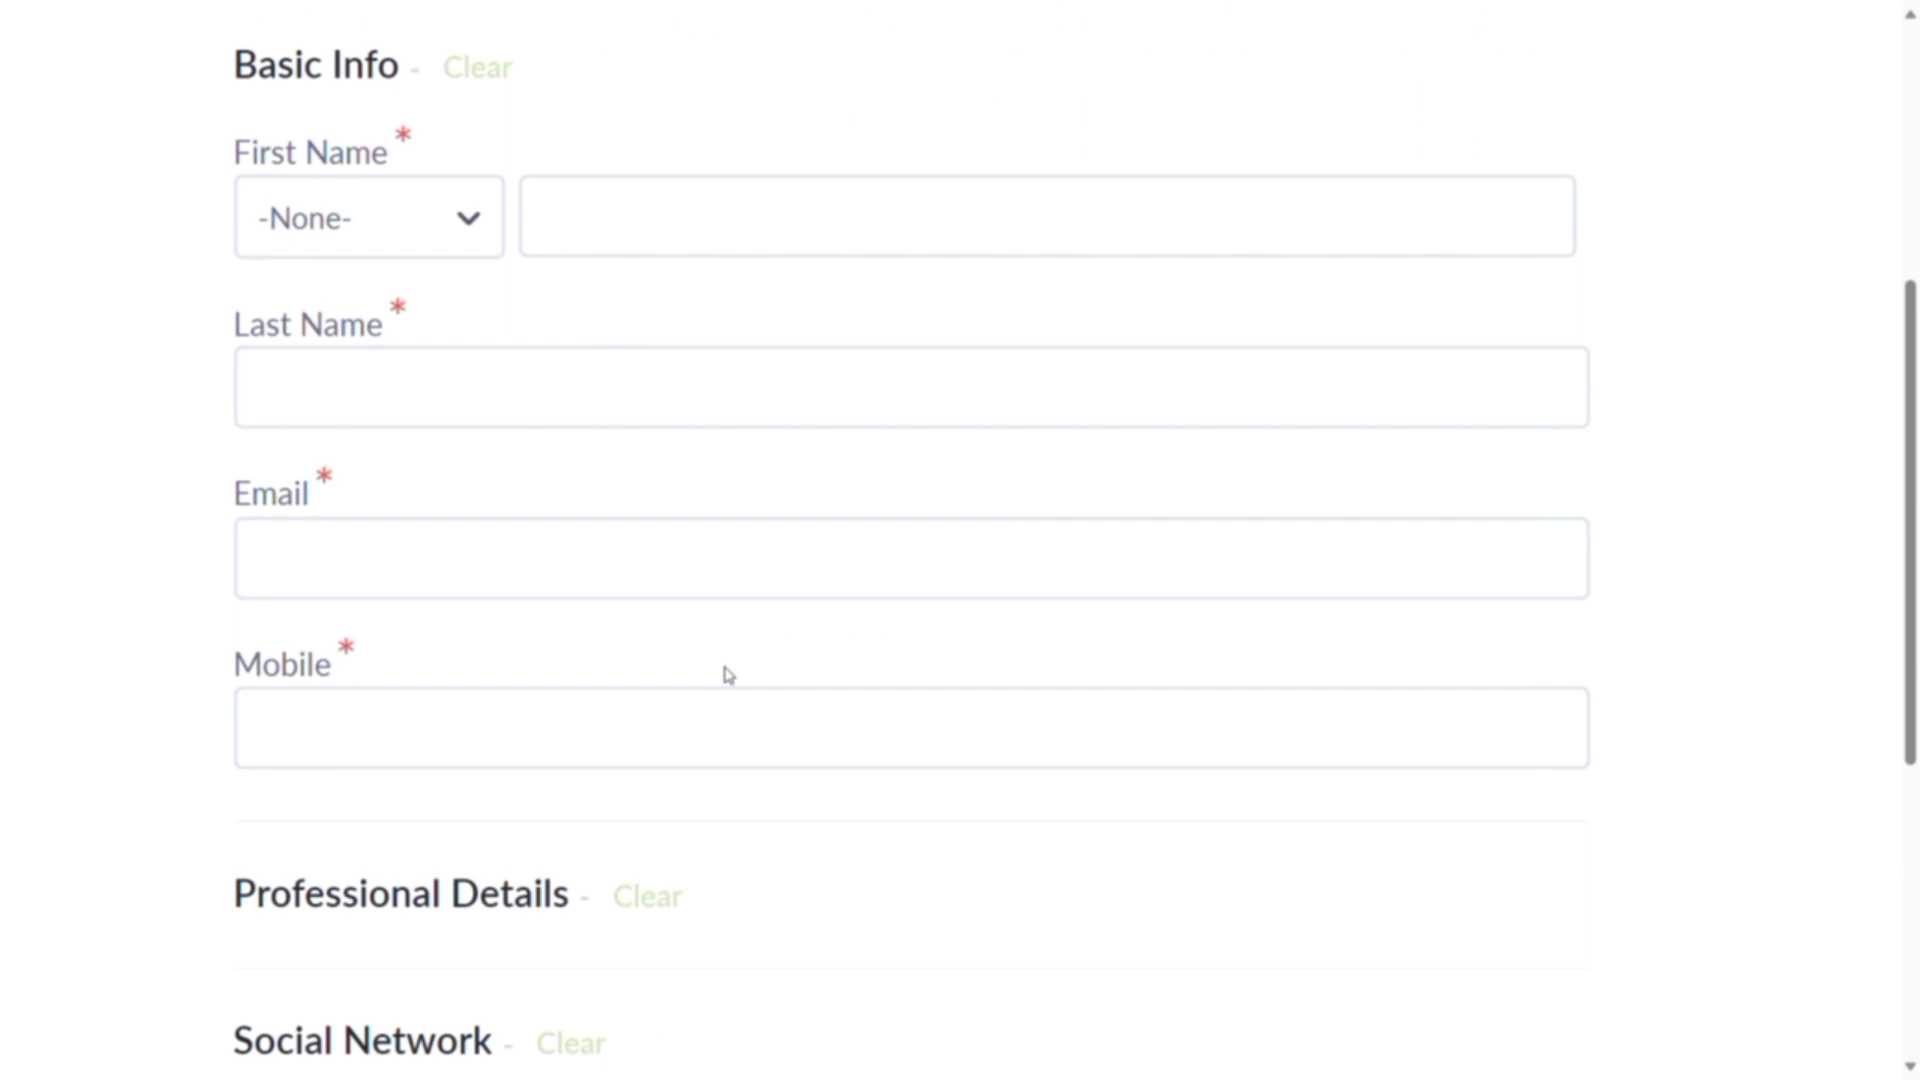 Basic Info - Clear
First Name *
-None-
Last Name *
Email *
Mobile *
Professional Details - Clear
Social Network - Clear